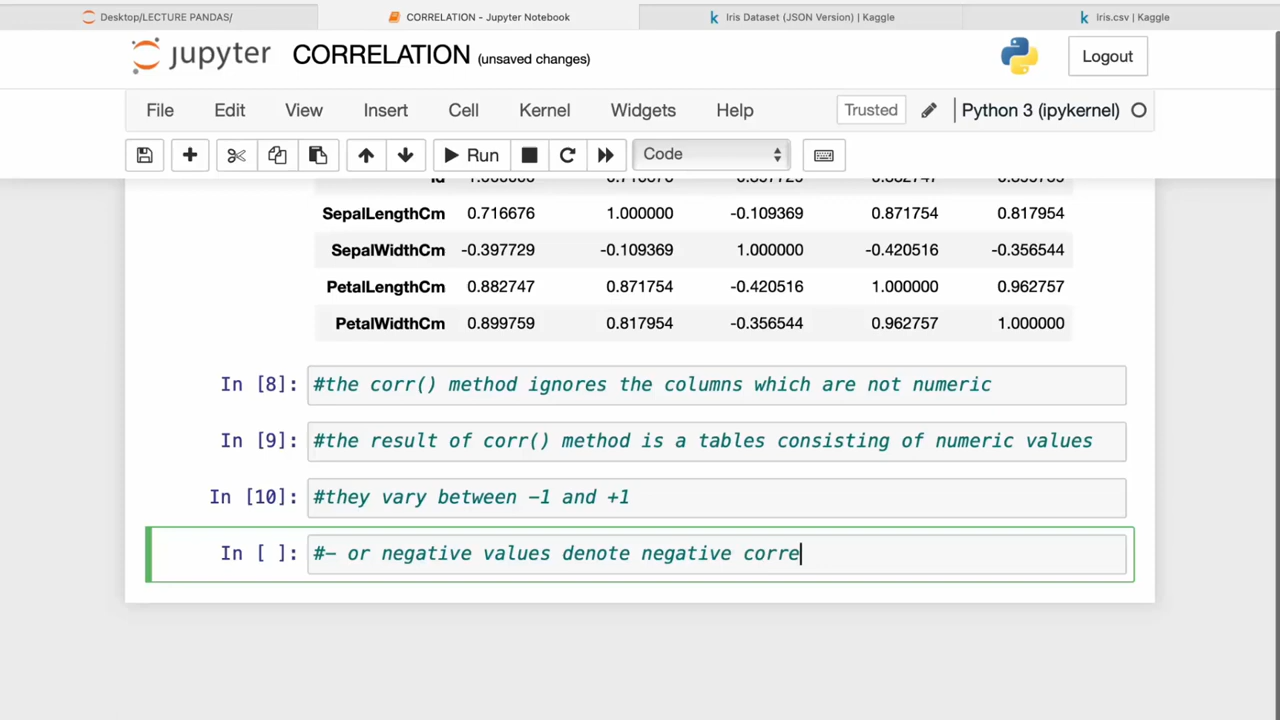 Desktop/LECTURE PANDAS/
CORRELATION - Jupyter Notebook
Iris Dataset (JSON Version) | Kaggle
Iris.csv | Kaggle
jupyter CORRELATION (unsaved changes)
Logout
File Edit View Insert Cell Kernel Widgets Help
Trusted
Python 3 (ipykernel)
Run
Code
SepalLengthCm 0.716676 1.000000 -0.109369 0.871754 0.817954
SepalWidthCm -0.397729 -0.109369 1.000000 -0.420516 -0.356544
PetalLengthCm 0.882747 0.871754 -0.420516 1.000000 0.962757
PetalWidthCm 0.899759 0.817954 -0.356544 0.962757 1.000000
In [8]: #the corr() method ignores the columns which are not numeric
In [9]: #the result of corr() method is a tables consisting of numeric values
In [10]: #they vary between -1 and +1
In [ ]: #- or negative values denote negative corre